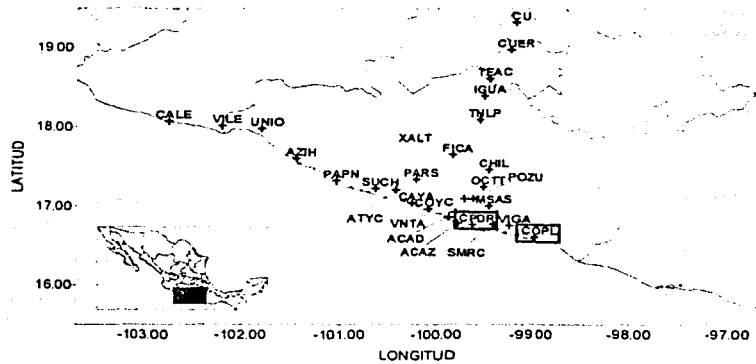 CU
19.00
CUER
TEAC
IGUA
TNLP
CALE
VILE
UNIO
18.00
XALT
AZIH
FICA
CHIL
PAPN
SUCH
PARS
OCTT
POZU
CAYA
MSAS
COYC
17.00
ATYC
VNTA
CPDR
VIGA
COPL
ACAD
ACAZ
SMRC
16.00
LATITUD
-103.00
-102.00
-101.00
-100.00
-99.00
-98.00
-97.00
LONGITUD